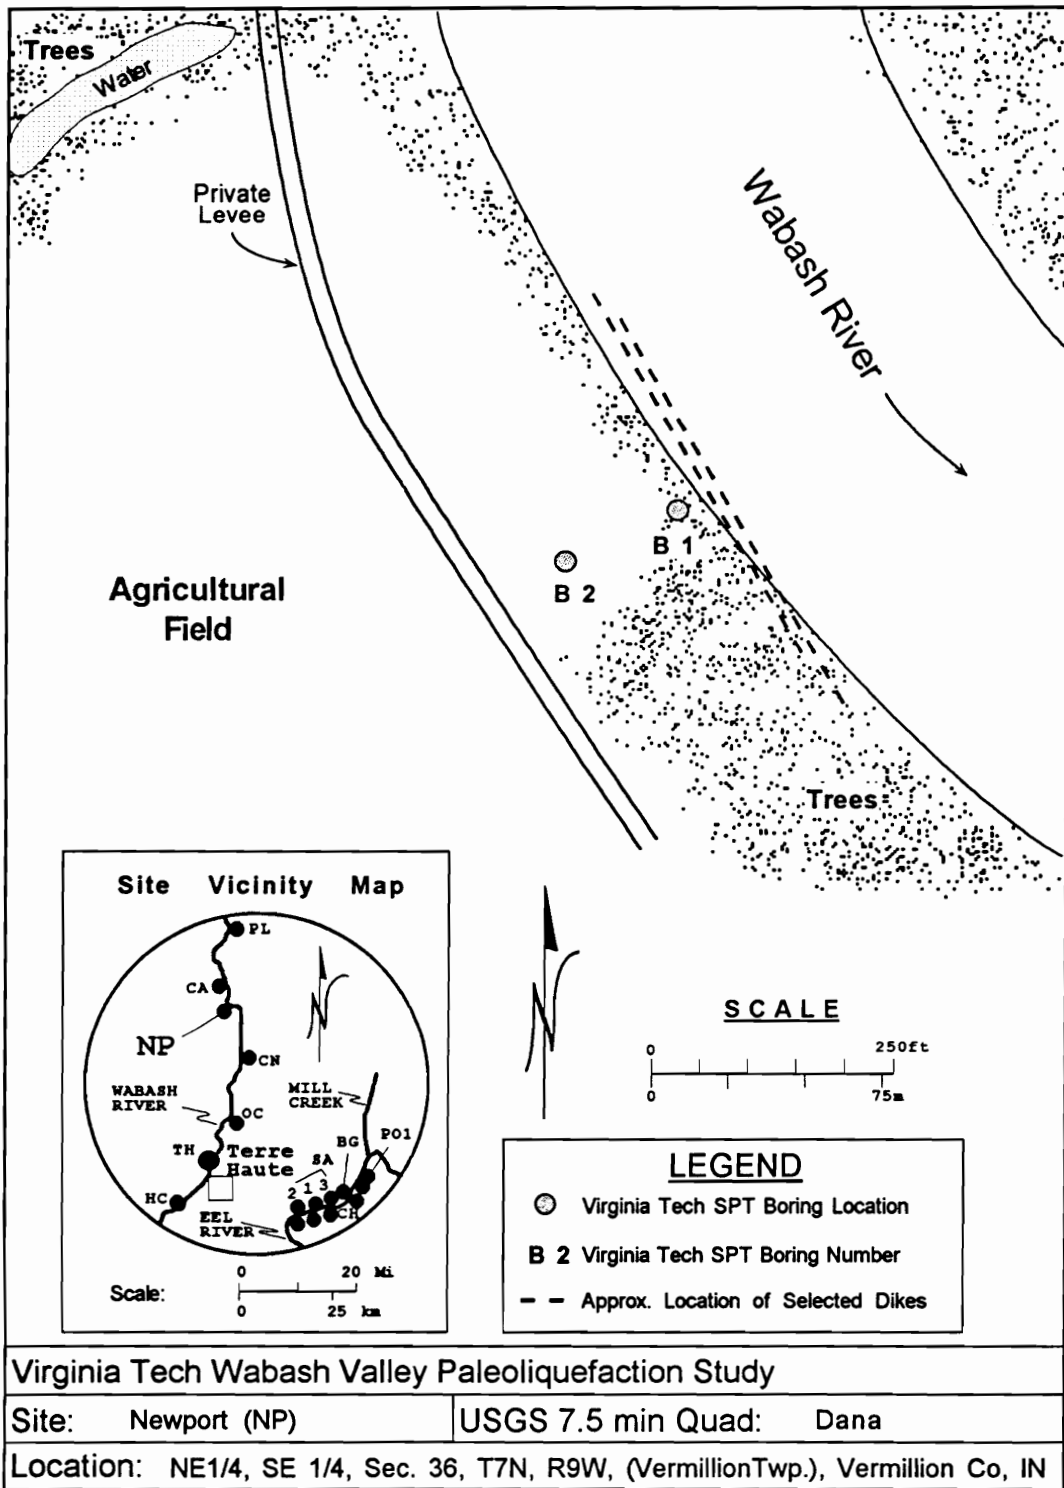 Trees
Water
Private
Levee
Wabash River
B 1
B 2
Agricultural
Field
Trees
Site Vicinity Map
PL
CA
NP
CN
WABASH
RIVER
MILL
CREEK
OC
TH
Terre
Haute
BG
PO1
SA
2 1 3
HC
CH
EEL
RIVER
Scale:
0 20 Mi
0 25 km
N
SCALE
0 250ft
0 75m
LEGEND
Virginia Tech SPT Boring Location
B 2 Virginia Tech SPT Boring Number
Approx. Location of Selected Dikes
Virginia Tech Wabash Valley Paleoliquefaction Study
Site: Newport (NP)
USGS 7.5 min Quad: Dana
Location: NE1/4, SE 1/4, Sec. 36, T7N, R9W, (VermillionTwp.), Vermillion Co, IN